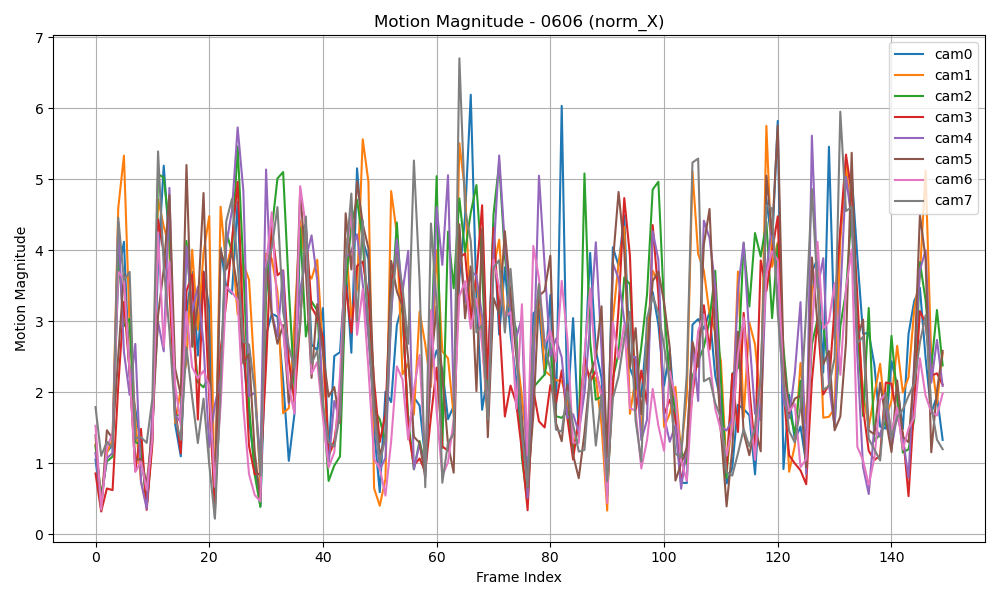 Motion Magnitude - 0606 (norm_X)
7
6
5
4
3
2
1
0
Motion Magnitude
0
20
40
60
80
100
120
140
Frame Index
cam0
cam1
cam2
cam3
cam4
cam5
cam6
cam7